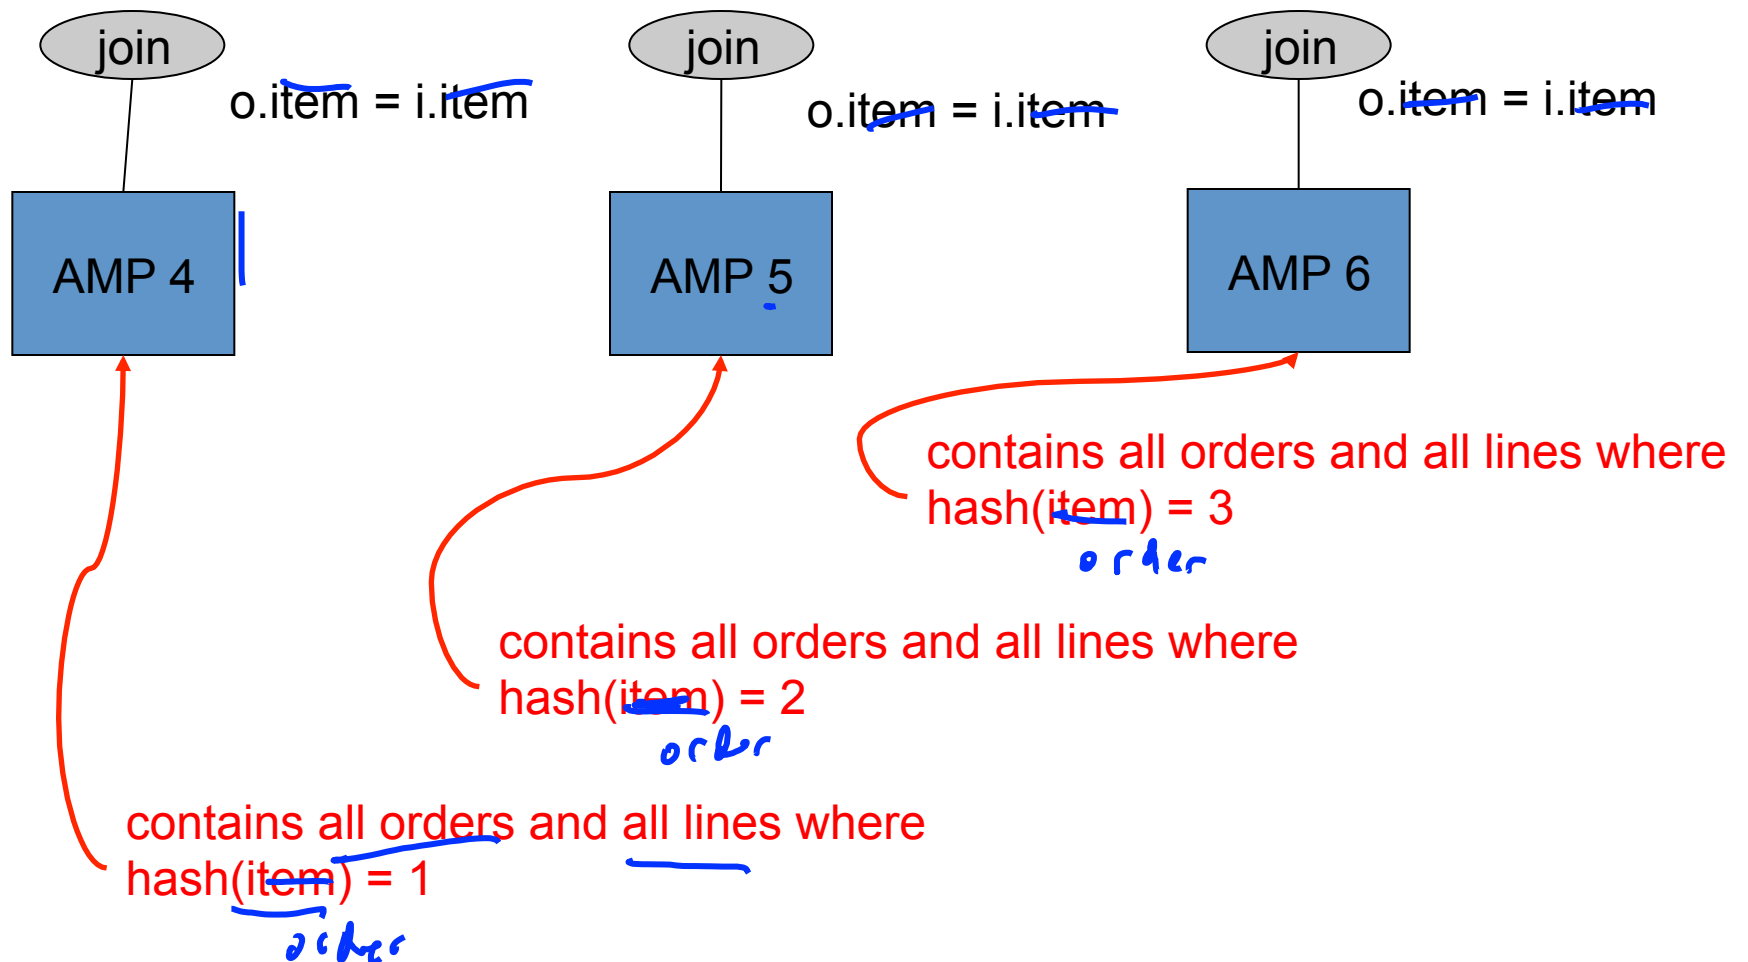 join
join
join
o.item = i.item
o.item = i.item
o.item = i.item
AMP 4
AMP 5
AMP 6
contains all orders and all lines where
hash(item) = 3
order
contains all orders and all lines where
hash(item) = 2
order
contains all orders and all lines where
hash(item) = 1
order